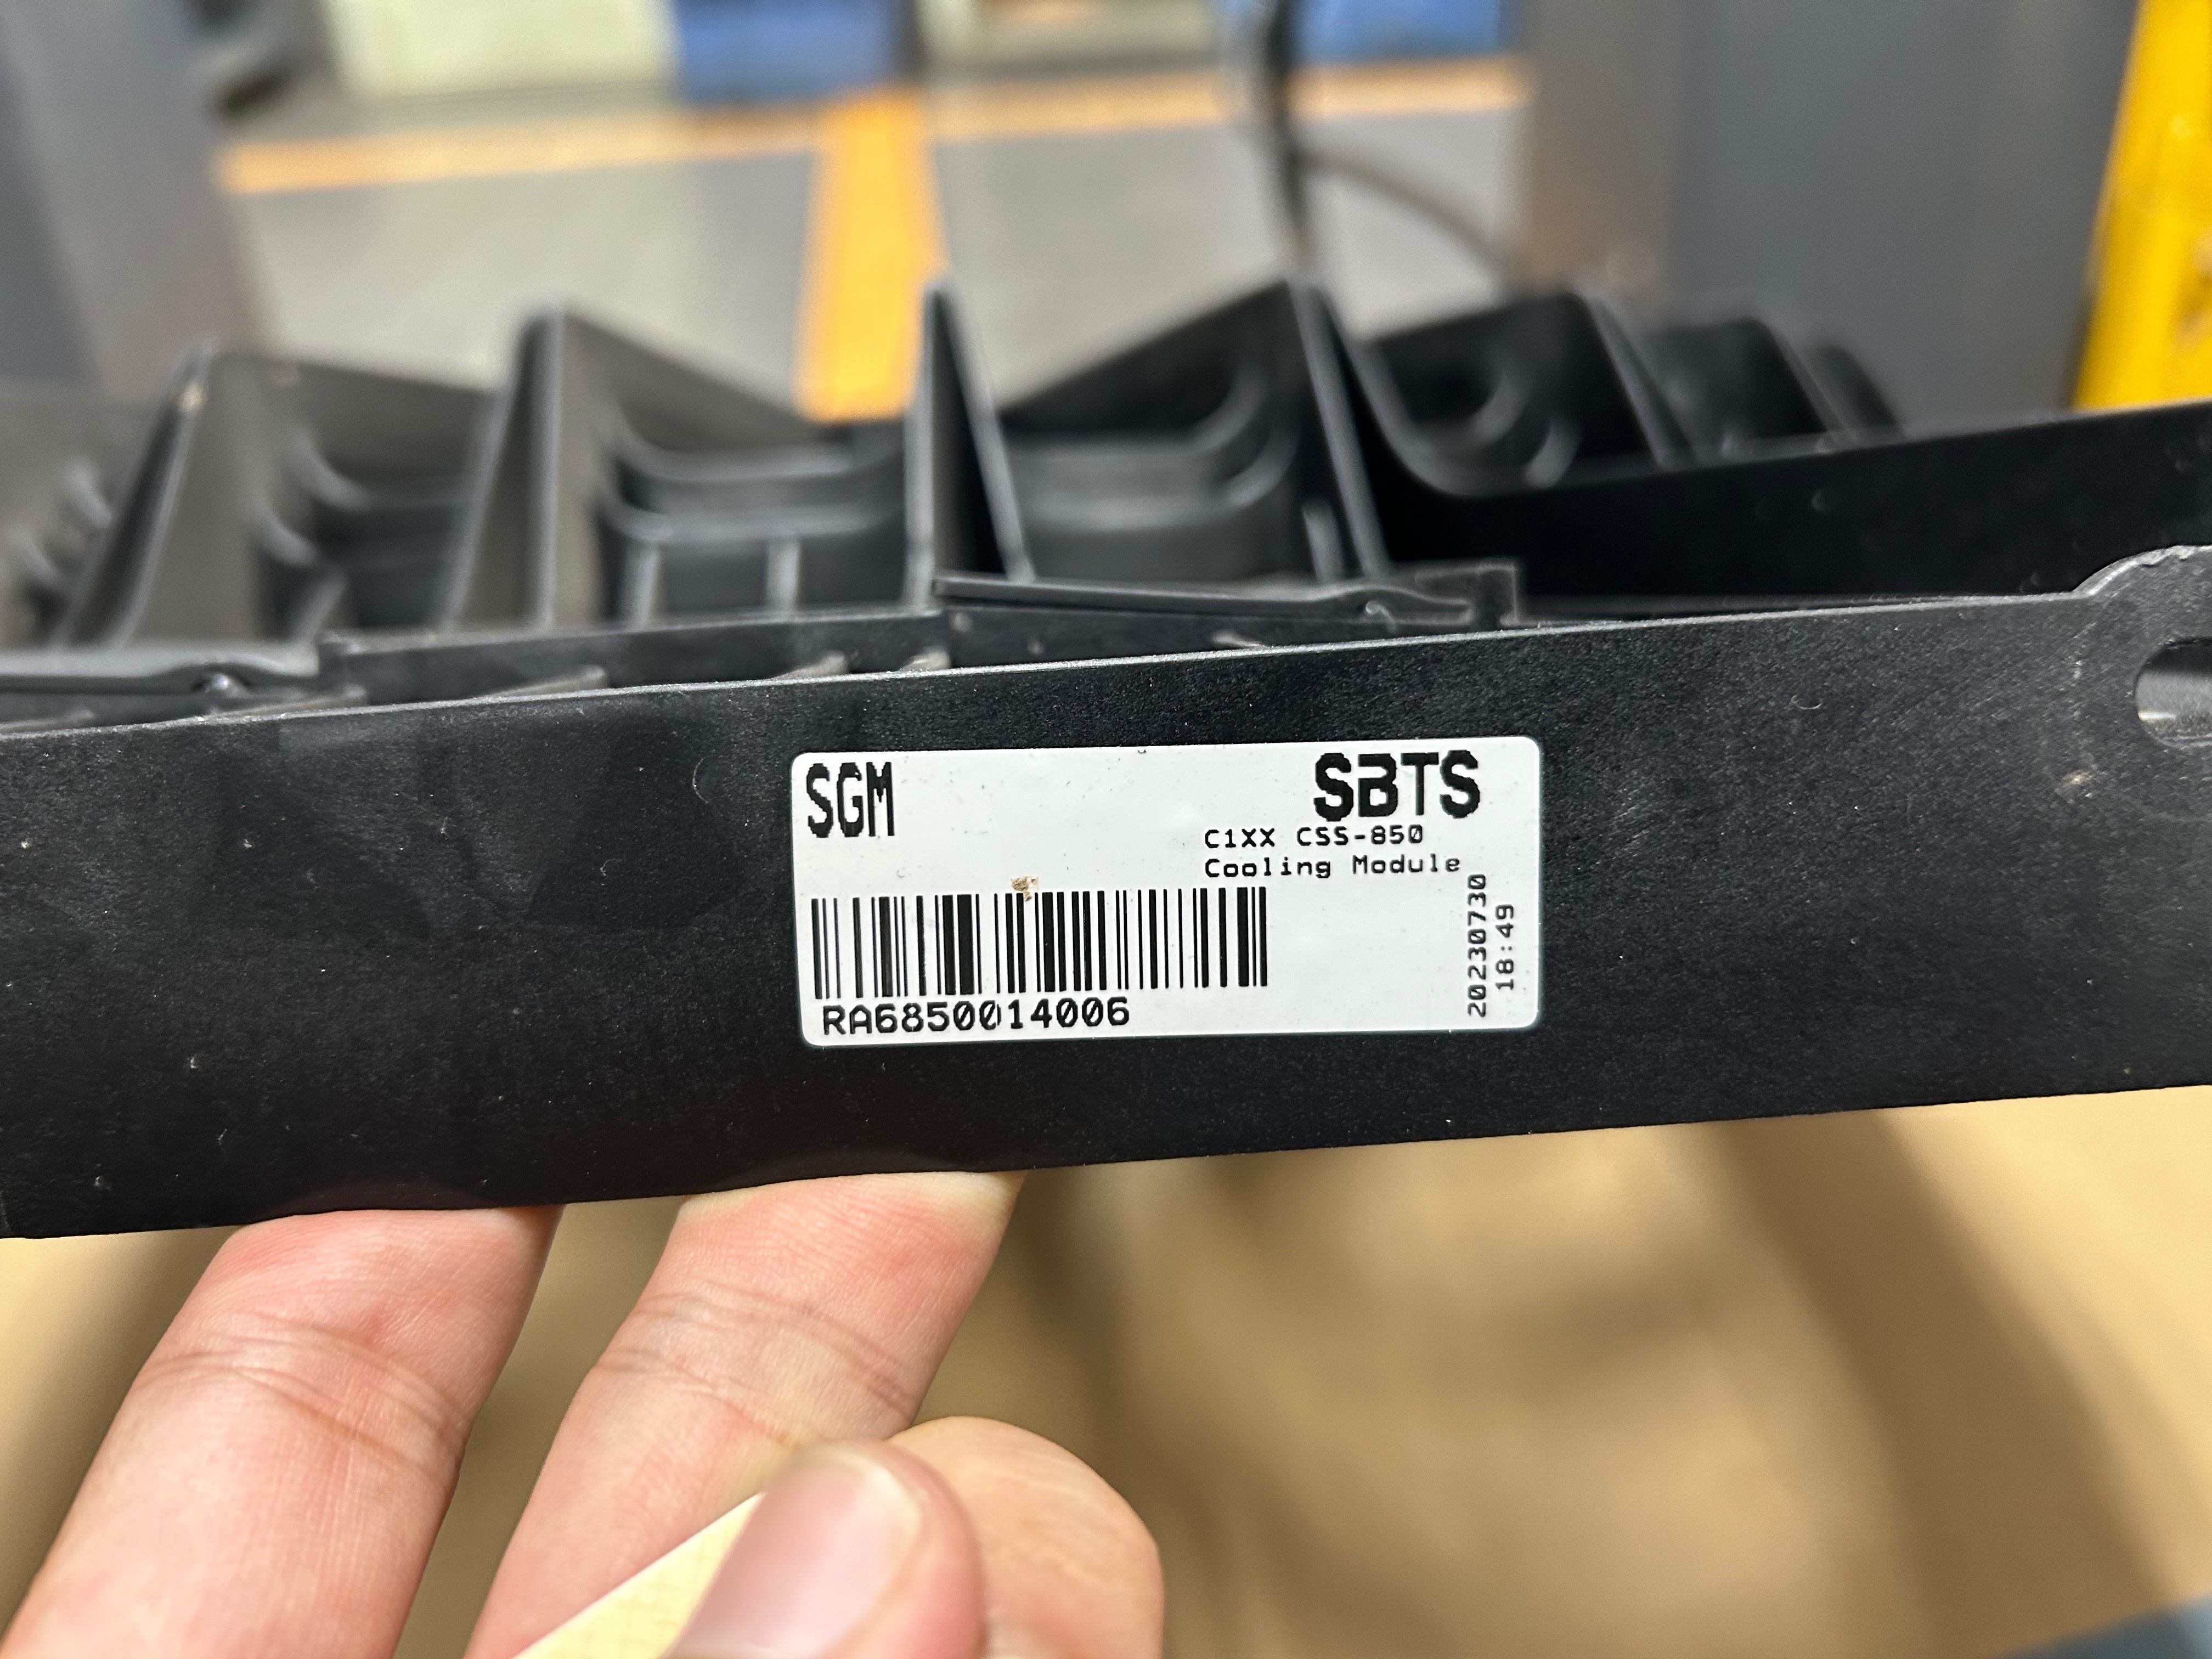 SGM
SBTS
C1XX CSS-850
Cooling Module
RA6850014006
20230730
18:49